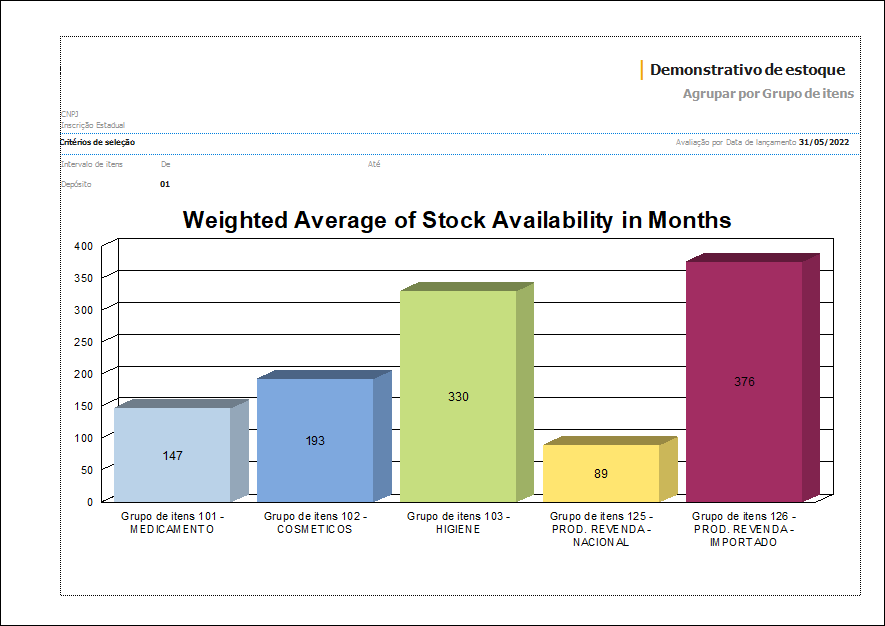 Demonstrativo de estoque
Agrupar por Grupo de itens
CNPJ
Inscrição Estadual
Critérios de seleção
Avaliação por Data de lançamento 31/05/2022
Intervalo de itens De Até
Depósito 01
Weighted Average of Stock Availability in Months
400
350
300
250
200
150
100
50
0
147
193
330
89
376
Grupo de itens 101 -
MEDICAMENTO
Grupo de itens 102 -
COSMETICOS
Grupo de itens 103 -
HIGIENE
Grupo de itens 125 -
PROD. REVENDA -
NACIONAL
Grupo de itens 126 -
PROD. REVENDA -
IMPORTADO